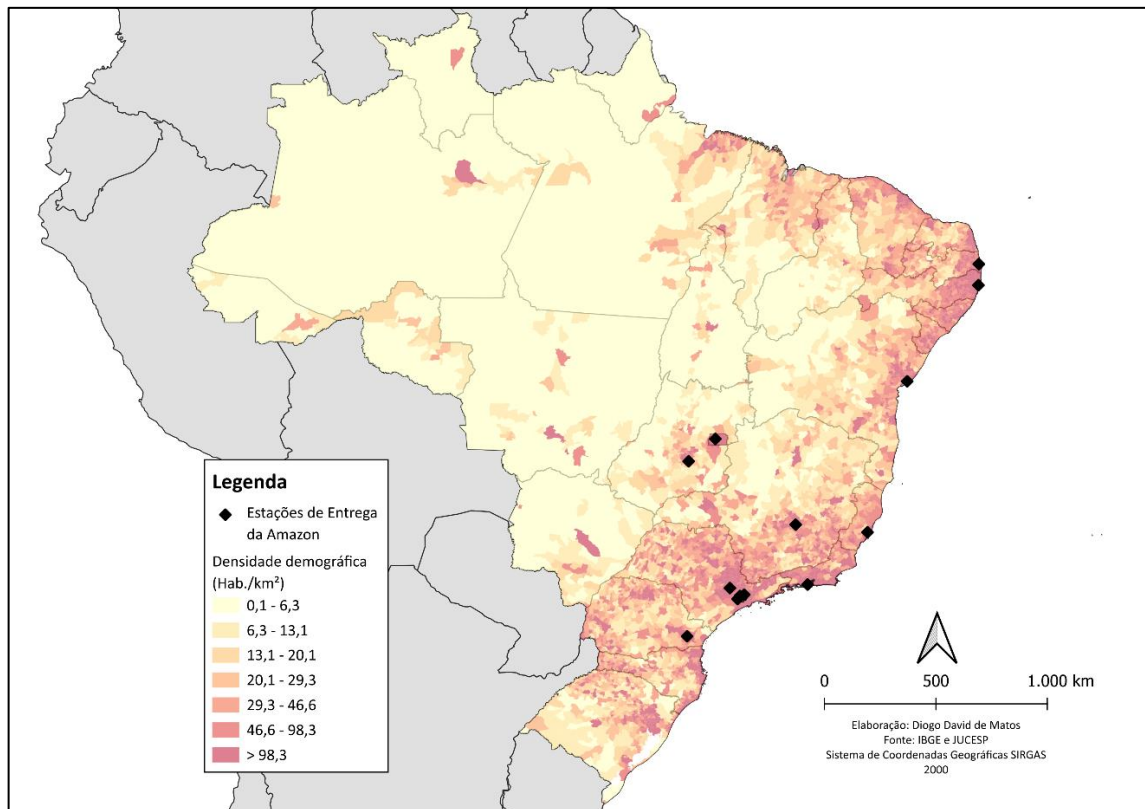 Legenda
Estações de Entrega
da Amazon
Densidade demográfica
(Hab./km²)
0,1 - 6,3
6,3 - 13,1
13,1 - 20,1
20,1 - 29,3
29,3 - 46,6
46,6 - 98,3
> 98,3
0 500 1.000 km
Elaboração: Diogo David de Matos
Fonte: IBGE e JUCESP
Sistema de Coordenadas Geográficas SIRGAS
2000